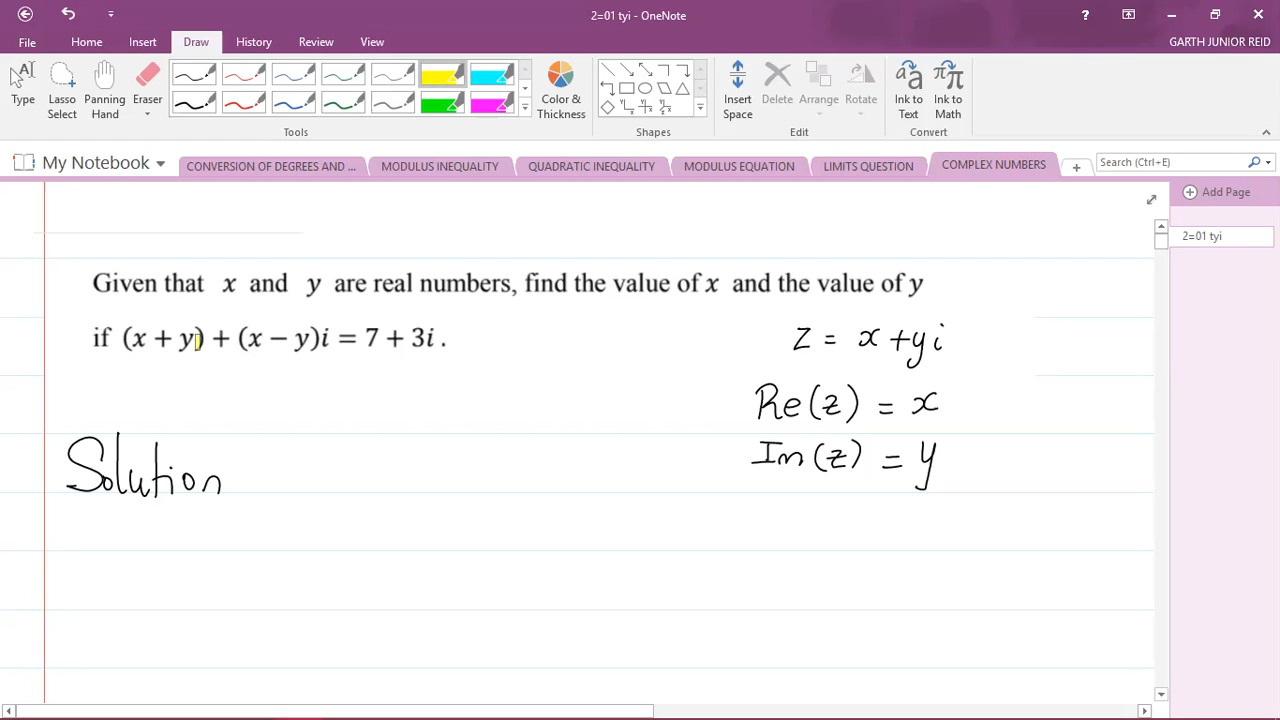 2=01 tyi - OneNote
File Home Insert Draw History Review View GARTH JUNIOR REID
Type Lasso Select Panning Hand Eraser Color & Thickness Insert Space Delete Arrange Rotate Ink to Text Ink to Math
Tools Shapes Edit Convert
My Notebook CONVERSION OF DEGREES AND ... MODULUS INEQUALITY QUADRATIC INEQUALITY MODULUS EQUATION LIMITS QUESTION COMPLEX NUMBERS Search (Ctrl+E)
Add Page
2=01 tyi
Given that x and y are real numbers, find the value of x and the value of y
if (x + y) + (x − y)i = 7 + 3i .
Z = x + yi
Re(z) = x
Im(z) = y
Solution